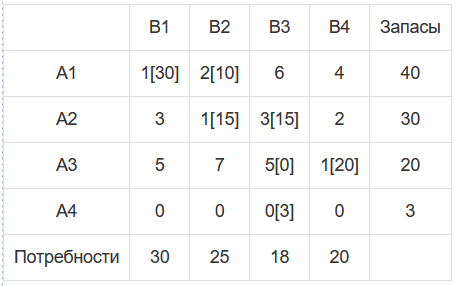 B1 B2 B3 B4 Запасы
A1 1[30] 2[10] 6 4 40
A2 3 1[15] 3[15] 2 30
A3 5 7 5[0] 1[20] 20
A4 0 0 0[3] 0 3
Потребности 30 25 18 20